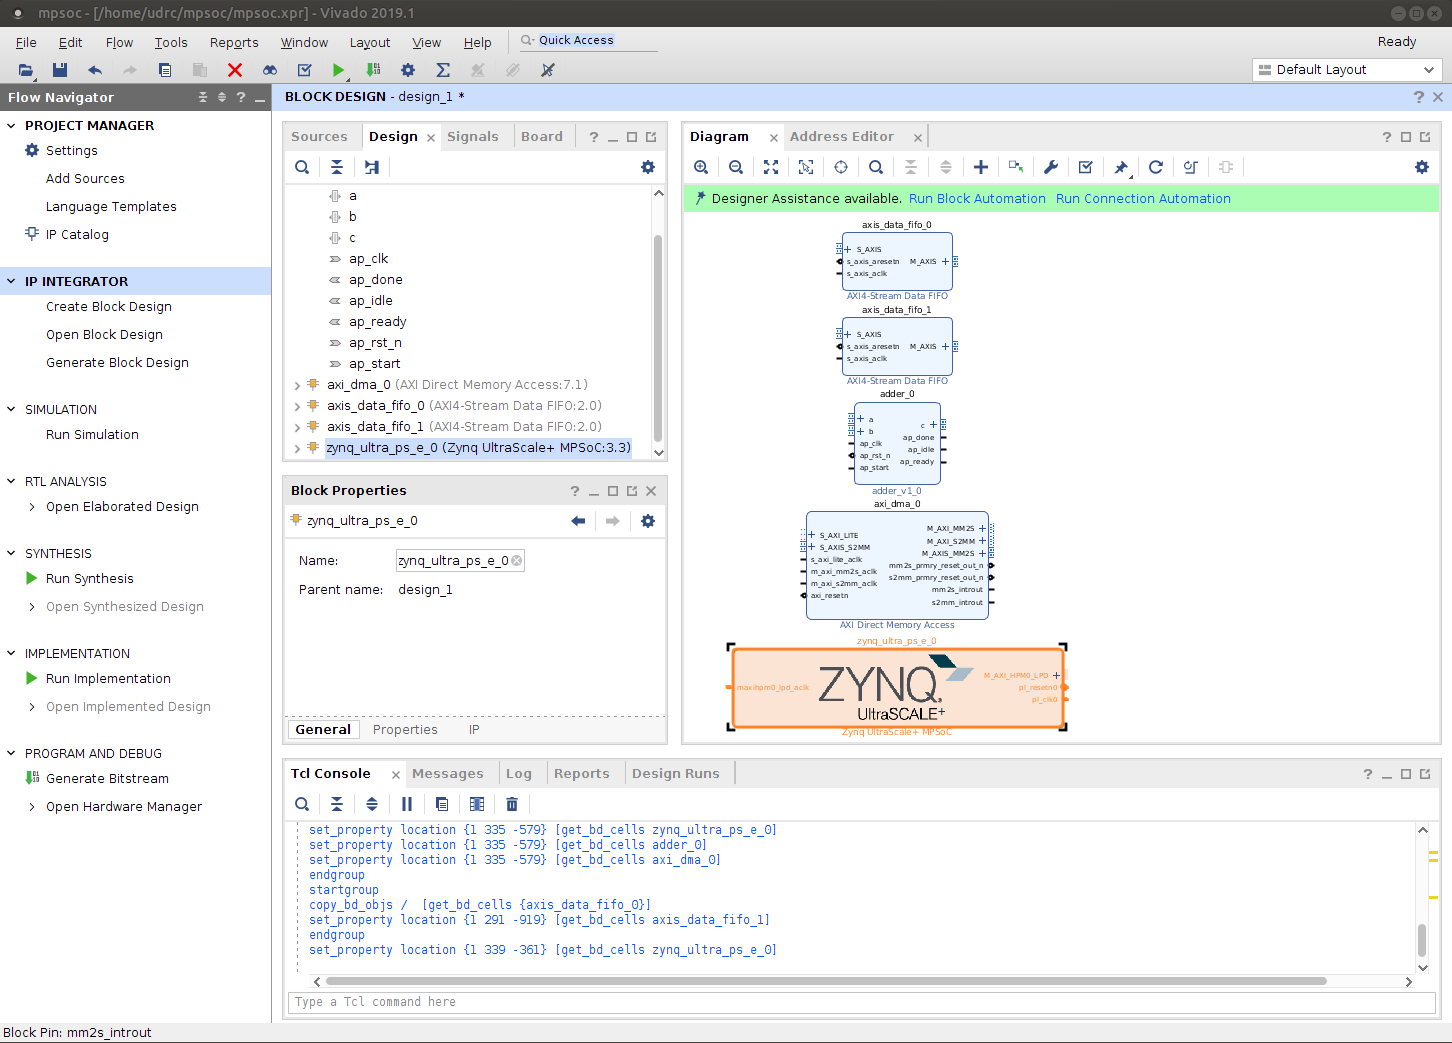 mpsoc - [/home/udrc/mpsoc/mpsoc.xpr] - Vivado 2019.1
File Edit Flow Tools Reports Window Layout View Help Quick Access Ready
Default Layout
Flow Navigator
BLOCK DESIGN - design_1 *
PROJECT MANAGER
Settings
Add Sources
Language Templates
IP Catalog
IP INTEGRATOR
Create Block Design
Open Block Design
Generate Block Design
SIMULATION
Run Simulation
RTL ANALYSIS
Open Elaborated Design
SYNTHESIS
Run Synthesis
Open Synthesized Design
IMPLEMENTATION
Run Implementation
Open Implemented Design
PROGRAM AND DEBUG
Generate Bitstream
Open Hardware Manager
Sources Design Signals Board
a
b
c
ap_clk
ap_done
ap_idle
ap_ready
ap_rst_n
ap_start
axi_dma_0 (AXI Direct Memory Access:7.1)
axis_data_fifo_0 (AXI4-Stream Data FIFO:2.0)
axis_data_fifo_1 (AXI4-Stream Data FIFO:2.0)
zynq_ultra_ps_e_0 (Zynq UltraScale+ MPSoC:3.3)
Block Properties
zynq_ultra_ps_e_0
Name: zynq_ultra_ps_e_0
Parent name: design_1
General Properties IP
Diagram Address Editor
Designer Assistance available. Run Block Automation Run Connection Automation
axis_data_fifo_0
S_AXIS
s_axis_aresetn M_AXIS
s_axis_aclk
AXI4-Stream Data FIFO
axis_data_fifo_1
S_AXIS
s_axis_aresetn M_AXIS
s_axis_aclk
AXI4-Stream Data FIFO
adder_0
a
c
b
ap_done
ap_clk
ap_idle
ap_rst_n
ap_ready
ap_start
adder_v1_0
axi_dma_0
M_AXI_MM2S
S_AXI_LITE
M_AXI_S2MM
S_AXIS_S2MM
M_AXIS_MM2S
s_axi_lite_aclk
mm2s_prmry_reset_out_n
m_axi_mm2s_aclk
s2mm_prmry_reset_out_n
m_axi_s2mm_aclk
mm2s_introut
axi_resetn
s2mm_introut
AXI Direct Memory Access
zynq_ultra_ps_e_0
M_AXI_HPM0_LPD
maxihpm0_lpd_aclk
ZYNQ
pl_resetn0
pl_clk0
UltraSCALE+
Zynq UltraScale+ MPSoC
Tcl Console Messages Log Reports Design Runs
set_property location {1 335 -579} [get_bd_cells zynq_ultra_ps_e_0]
set_property location {1 335 -579} [get_bd_cells adder_0]
set_property location {1 335 -579} [get_bd_cells axi_dma_0]
endgroup
startgroup
copy_bd_objs /  [get_bd_cells {axis_data_fifo_0}]
set_property location {1 291 -919} [get_bd_cells axis_data_fifo_1]
endgroup
set_property location {1 339 -361} [get_bd_cells zynq_ultra_ps_e_0]
Type a Tcl command here
Block Pin: mm2s_introut